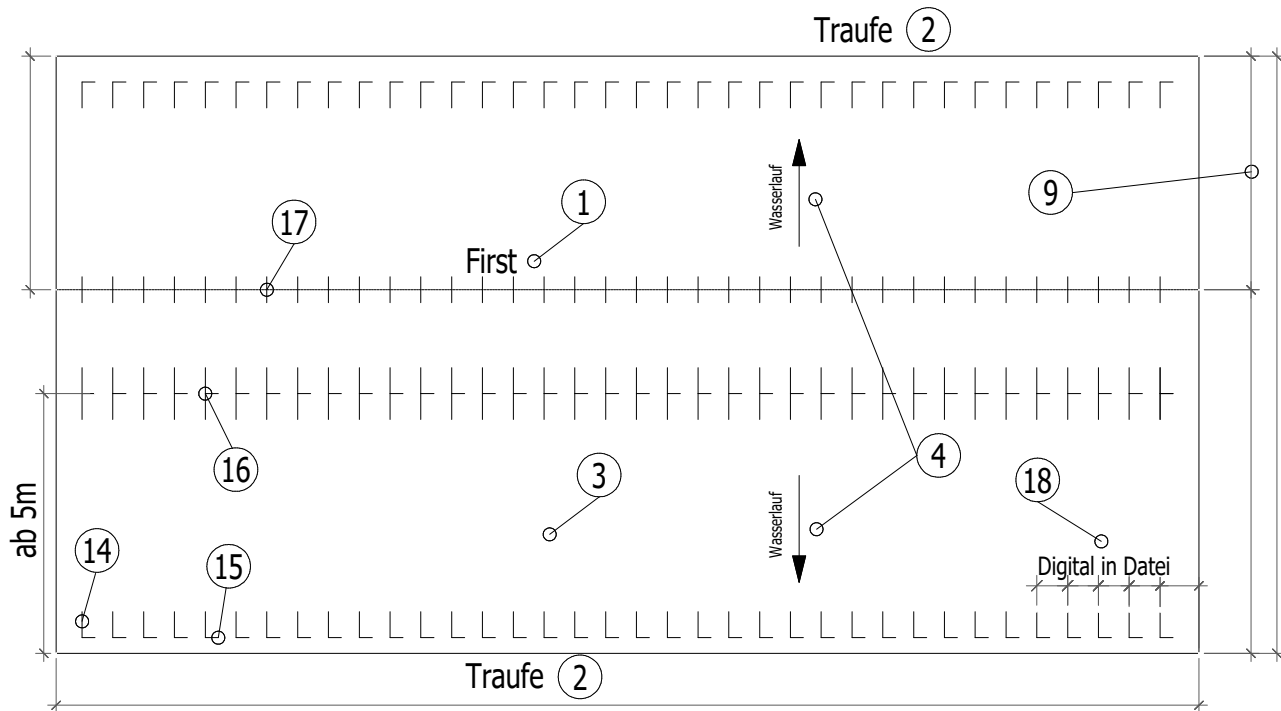 Traufe 2
9
Wasserlauf
1
17
First
16
3
4
18
Wasserlauf
ab 5m
14
15
Digital in Datei
Traufe 2